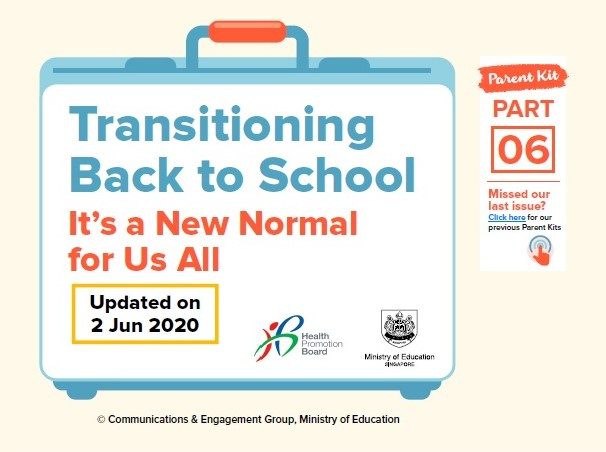 Transitioning
Back to School
It's a New Normal
for Us All
Updated on
2 Jun 2020
Health
Promotion
Board
Ministry of Education
SINGAPORE
Parent Kit
PART
06
Missed our
last issue?
Click here for our
previous Parent Kits
© Communications & Engagement Group, Ministry of Education